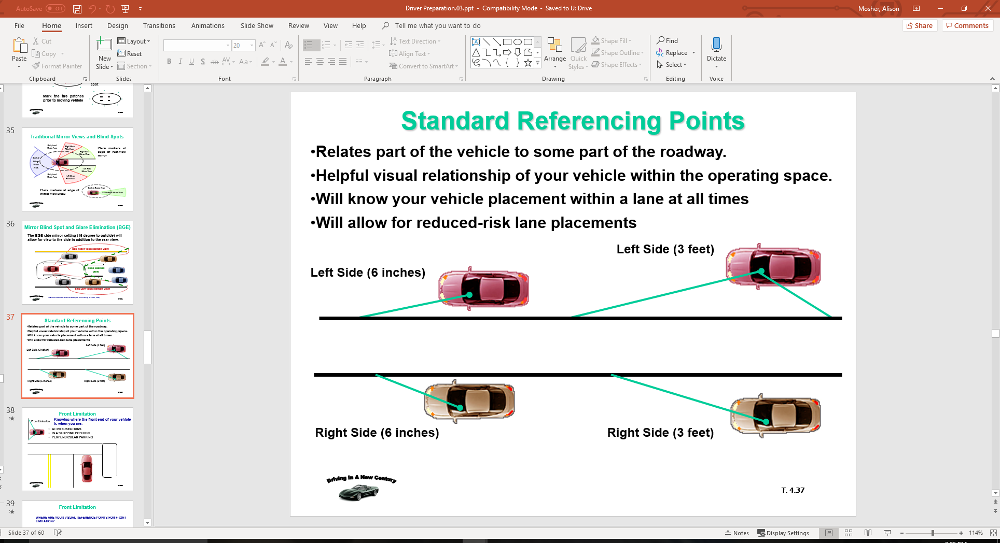 AutoSave Off
Driver Preparation.03.ppt - Compatibility Mode - Saved to U: Drive
Mosher, Alison
File Home Insert Design Transitions Animations Slide Show Review View Help Tell me what you want to do
Share Comments
Paste
Cut
Copy
Format Painter
Clipboard
New Slide
Layout
Reset
Section
Slides
20
B I U S ab AV Aa
A
Font
Text Direction
Align Text
Convert to SmartArt
Paragraph
Arrange
Quick Styles
Shape Fill
Shape Outline
Shape Effects
Drawing
Find
Replace
Select
Editing
Dictate
Voice
spot
Mark the tire patches
prior to moving vehicle
35
Traditional Mirror Views and Blind Spots
Place markers at
edge of rear-view
mirror
Place markers at edge of
mirror view areas
36
Mirror Blind Spot and Glare Elimination (BGE)
The BGE side mirror setting (15 degree to outside) will
allow for view to the side in addition to the rear view.
BGE RIGHT SIDE MIRROR VIEW
REAR MIRROR
VIEW
BGE LEFT SIDE MIRROR VIEW
37
Standard Referencing Points
•Relates part of the vehicle to some part of the roadway.
•Helpful visual relationship of your vehicle within the operating space.
•Will know your vehicle placement within a lane at all times
•Will allow for reduced-risk lane placements
Left Side (3 feet)
Left Side (6 inches)
Right Side (6 inches)
Right Side (3 feet)
38
Front Limitation
Front Limitation
Knowing where the front end of your vehicle
is when you are:
• AT INTERSECTIONS
• IN A STOPPING POSITION
• PERPENDICULAR PARKING
39
Front Limitation
WHERE ARE YOUR VISUAL REFERENCE POINTS FOR FRONT
LIMITATION?
Standard Referencing Points
•Relates part of the vehicle to some part of the roadway.
•Helpful visual relationship of your vehicle within the operating space.
•Will know your vehicle placement within a lane at all times
•Will allow for reduced-risk lane placements
Left Side (3 feet)
Left Side (6 inches)
Right Side (6 inches)
Right Side (3 feet)
Driving In A New Century
T. 4.37
Slide 37 of 60
Notes
Display Settings
114%